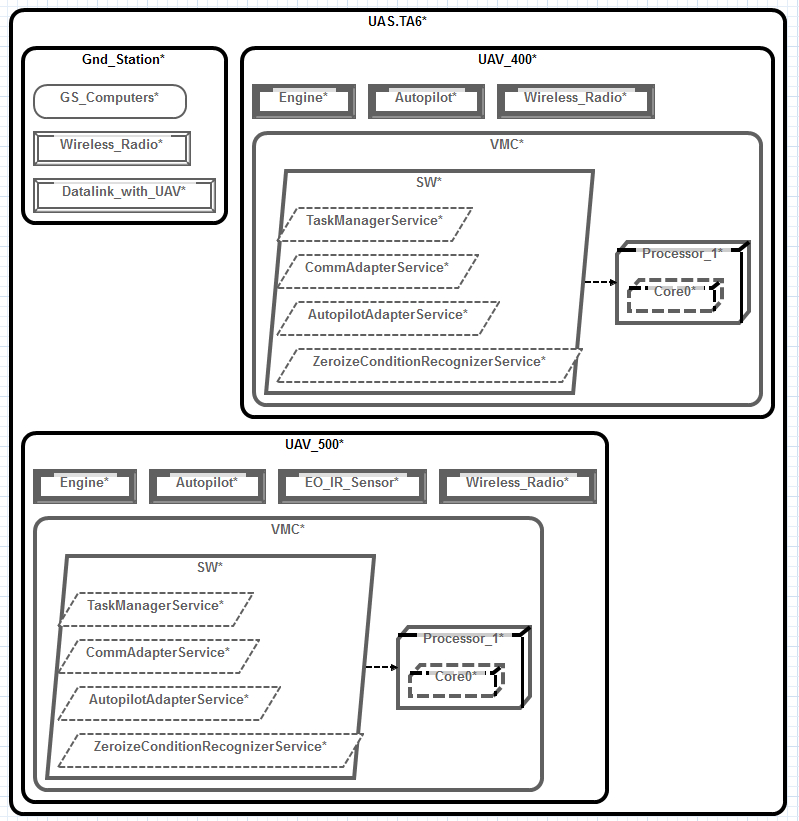 UAS.TA6*
Gnd_Station*
GS_Computers*
Wireless_Radio*
Datalink_with_UAV*
UAV_400*
Engine*
Autopilot*
Wireless_Radio*
VMC*
SW*
TaskManagerService*
CommAdapterService*
AutopilotAdapterService*
ZeroizeConditionRecognizerService*
Processor_1*
Core0*
UAV_500*
Engine*
Autopilot*
EO_IR_Sensor*
Wireless_Radio*
VMC*
SW*
TaskManagerService*
CommAdapterService*
AutopilotAdapterService*
ZeroizeConditionRecognizerService*
Processor_1*
Core0*